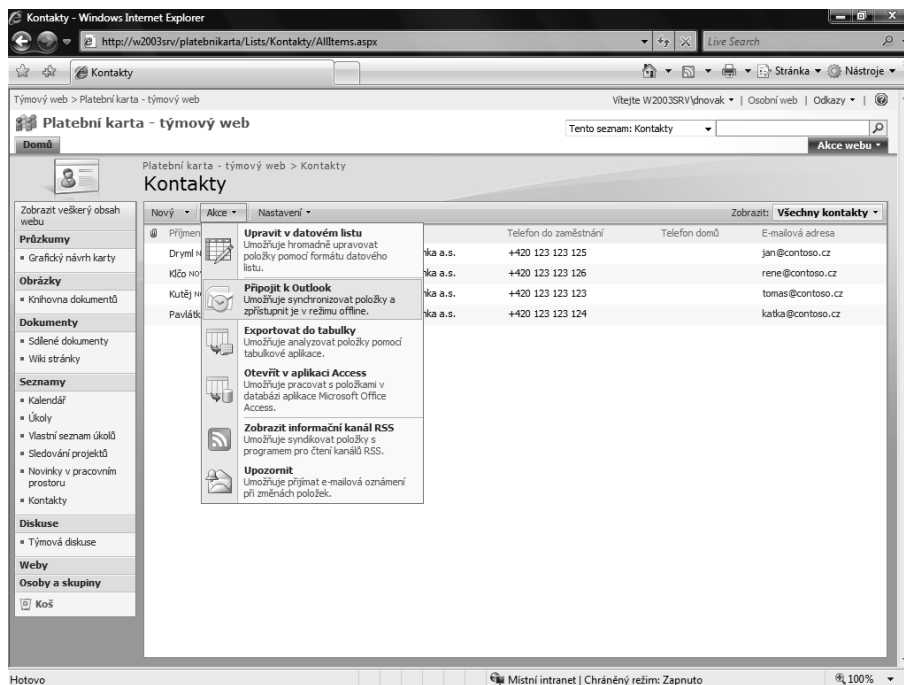 Kontakty - Windows Internet Explorer
http://w2003srv/platebnikarta/Lists/Kontakty/AllItems.aspx
Live Search
Kontakty
Stránka
Nástroje
Týmový web > Platební karta - týmový web
Vítejte W2003SRV\dnovak
Osobní web
Odkazy
Platební karta - týmový web
Tento seznam: Kontakty
Domů
Akce webu
Platební karta - týmový web > Kontakty
Kontakty
Zobrazit veškerý obsah
webu
Průzkumy
Grafický návrh karty
Obrázky
Knihovna dokumentů
Dokumenty
Sdílené dokumenty
Wiki stránky
Seznamy
Kalendář
Úkoly
Vlastní seznam úkolů
Sledování projektů
Novinky v pracovním
prostoru
Kontakty
Diskuse
Týmová diskuse
Weby
Osoby a skupiny
Koš
Nový
Akce
Nastavení
Zobrazit: Všechny kontakty
Příjmen
Telefon do zaměstnání
Telefon domů
E-mailová adresa
Dryml
nka a.s.
+420 123 123 125
jan@contoso.cz
Klčo
nka a.s.
+420 123 123 126
rene@contoso.cz
Kutěj
nka a.s.
+420 123 123 123
tomas@contoso.cz
Pavlátk
nka a.s.
+420 123 123 124
katka@contoso.cz
Upravit v datovém listu
Umožňuje hromadně upravovat
položky pomocí formátu datového
listu.
Připojit k Outlook
Umožňuje synchronizovat položky a
zpřístupnit je v režimu offline.
Exportovat do tabulky
Umožňuje analyzovat položky pomocí
tabulkové aplikace.
Otevřít v aplikaci Access
Umožňuje pracovat s položkami v
databázi aplikace Microsoft Office
Access.
Zobrazit informační kanál RSS
Umožňuje syndikovat položky s
programem pro čtení kanálů RSS.
Upozornit
Umožňuje přijímat e-mailová oznámení
při změnách položek.
Hotovo
Místní intranet | Chráněný režim: Zapnuto
100%